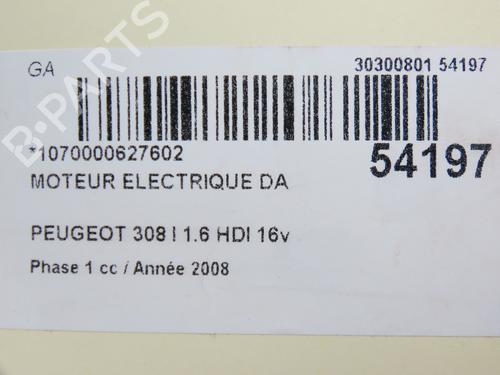 GA
30300801 54197
*1070000627602
54197
MOTEUR ELECTRIQUE DA
PEUGEOT 308 I 1.6 HDI 16v
Phase 1 cc / Année 2008
B-PARTS